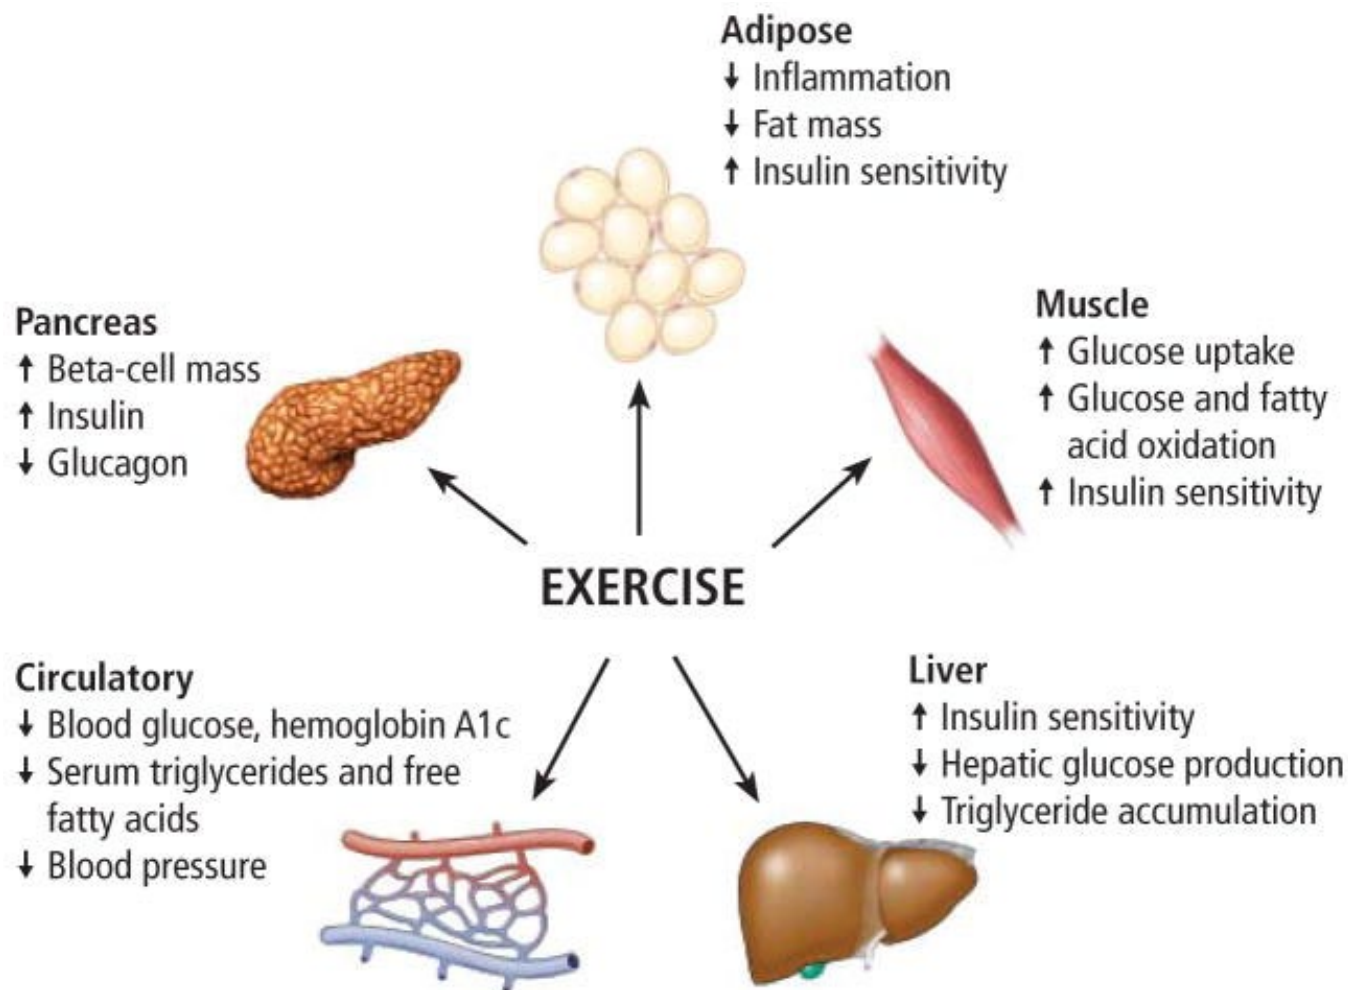 Adipose
↓ Inflammation
↓ Fat mass
↑ Insulin sensitivity
Pancreas
↑ Beta-cell mass
↑ Insulin
↓ Glucagon
Muscle
↑ Glucose uptake
↑ Glucose and fatty
acid oxidation
↑ Insulin sensitivity
EXERCISE
Circulatory
↓ Blood glucose, hemoglobin A1c
↓ Serum triglycerides and free
fatty acids
↓ Blood pressure
Liver
↑ Insulin sensitivity
↓ Hepatic glucose production
↓ Triglyceride accumulation